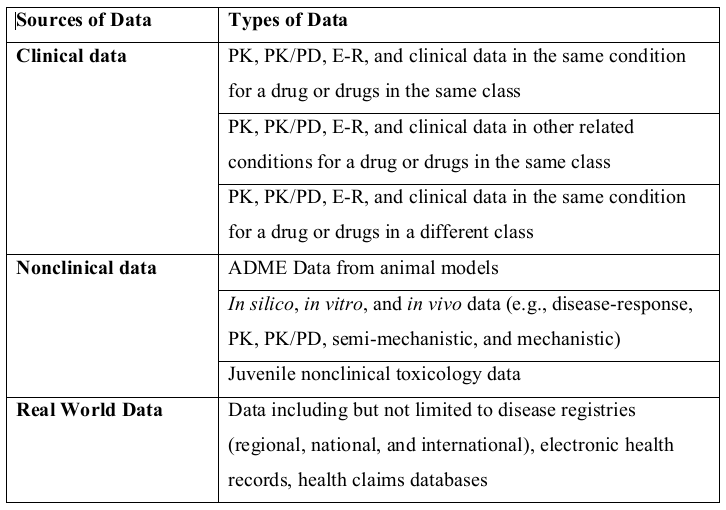 Sources of Data
Types of Data
Clinical data
PK, PK/PD, E-R, and clinical data in the same condition
for a drug or drugs in the same class
PK, PK/PD, E-R, and clinical data in other related
conditions for a drug or drugs in the same class
PK, PK/PD, E-R, and clinical data in the same condition
for a drug or drugs in a different class
Nonclinical data
ADME Data from animal models
In silico, in vitro, and in vivo data (e.g., disease-response,
PK, PK/PD, semi-mechanistic, and mechanistic)
Juvenile nonclinical toxicology data
Real World Data
Data including but not limited to disease registries
(regional, national, and international), electronic health
records, health claims databases